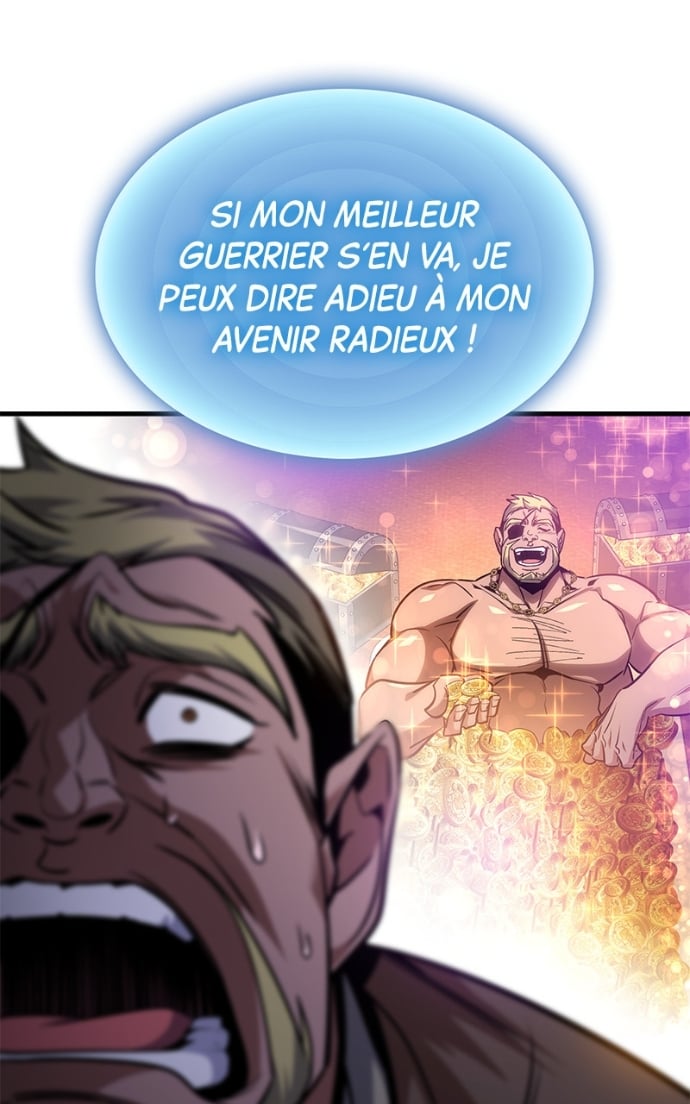 SI MON MEILLEUR
GUERRIER S'EN VA, JE
PEUX DIRE ADIEU À MON
AVENIR RADIEUX !